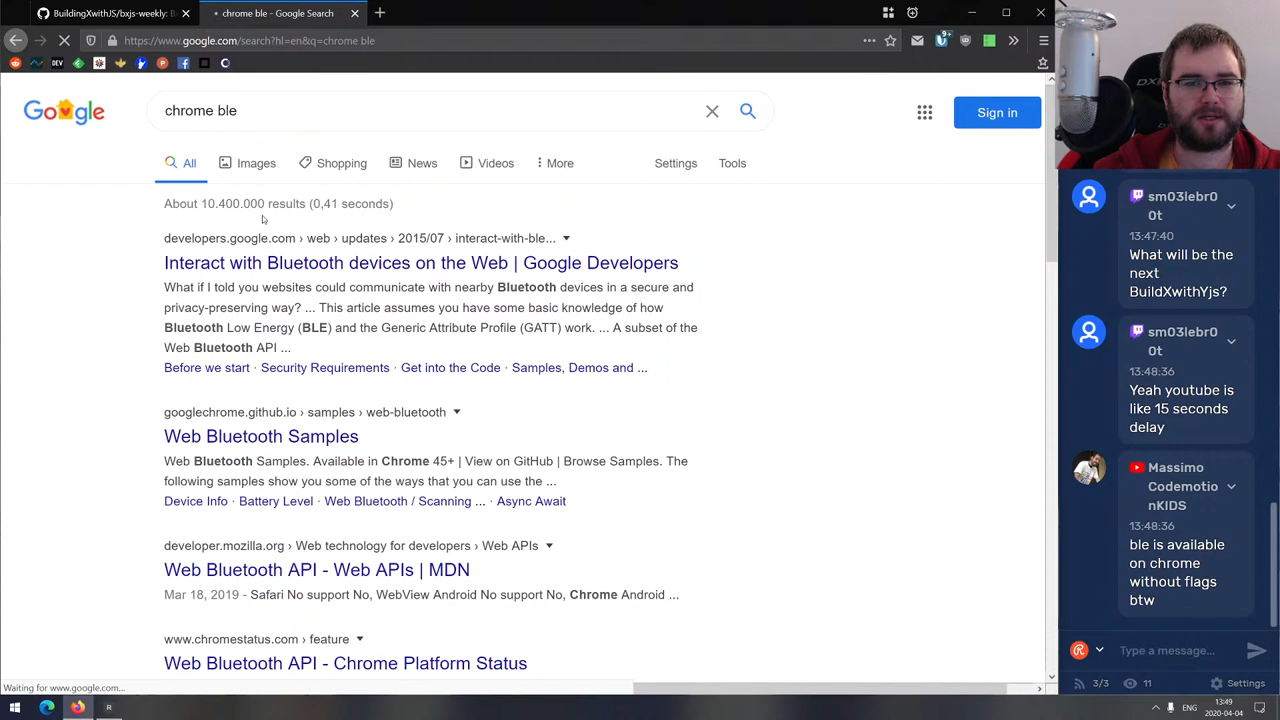 BuildingXwithJS/bxjs-weekly: B
chrome ble - Google Search
https://www.google.com/search?hl=en&q=chrome ble
Google
chrome ble
Sign in
All
Images
Shopping
News
Videos
More
Settings
Tools
About 10.400.000 results (0,41 seconds)
developers.google.com › web › updates › 2015/07 › interact-with-ble...
Interact with Bluetooth devices on the Web | Google Developers
What if I told you websites could communicate with nearby Bluetooth devices in a secure and
privacy-preserving way? ... This article assumes you have some basic knowledge of how
Bluetooth Low Energy (BLE) and the Generic Attribute Profile (GATT) work. ... A subset of the
Web Bluetooth API ...
Before we start · Security Requirements · Get into the Code · Samples, Demos and ...
googlechrome.github.io › samples › web-bluetooth
Web Bluetooth Samples
Web Bluetooth Samples. Available in Chrome 45+ | View on GitHub | Browse Samples. The
following samples show you some of the ways that you can use the ...
Device Info · Battery Level · Web Bluetooth / Scanning ... · Async Await
developer.mozilla.org › Web technology for developers › Web APIs
Web Bluetooth API - Web APIs | MDN
Mar 18, 2019 - Safari No support No, WebView Android No support No, Chrome Android ...
www.chromestatus.com › feature
Web Bluetooth API - Chrome Platform Status
Waiting for www.google.com...
sm03lebr0
0t
13:47:40
What will be the
next
BuildXwithYjs?
sm03lebr0
0t
13:48:36
Yeah youtube is
like 15 seconds
delay
Massimo
Codemotio
nKIDS
13:48:36
ble is available
on chrome
without flags
btw
Type a message...
3/3
11
Settings
ENG
13:49
2020-04-04